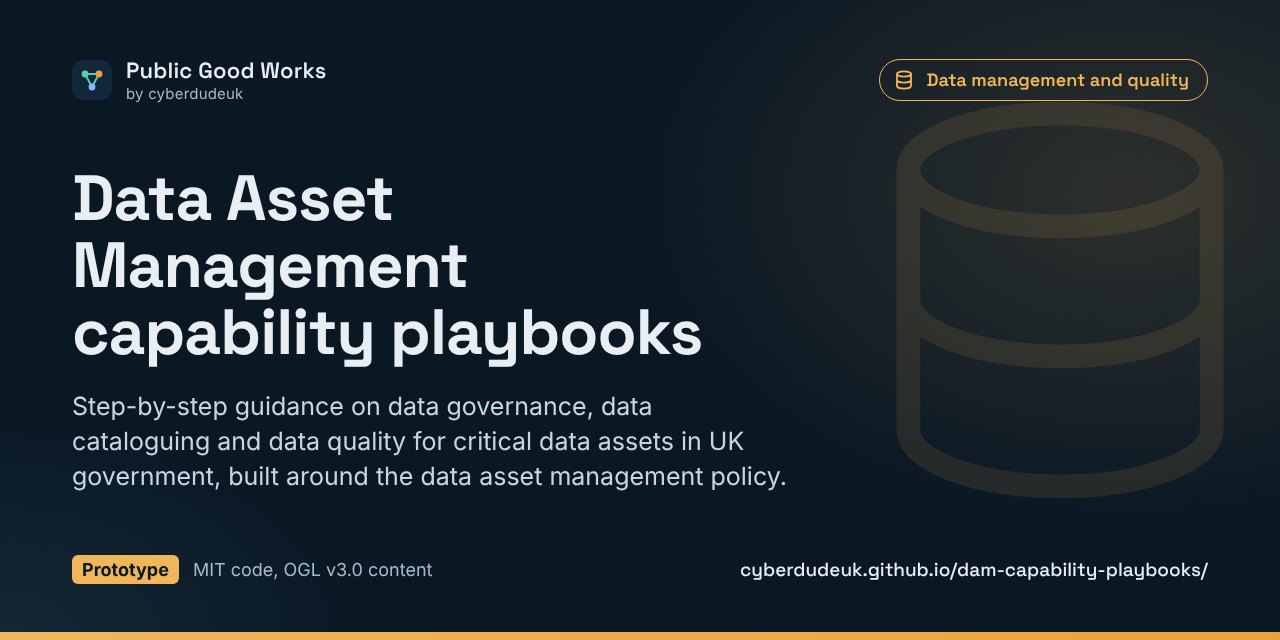 Public Good Works
by cyberdudeuk
Data management and quality
Data Asset
Management
capability playbooks
Step-by-step guidance on data governance, data
cataloguing and data quality for critical data assets in UK
government, built around the data asset management policy.
Prototype
MIT code, OGL v3.0 content
cyberdudeuk.github.io/dam-capability-playbooks/